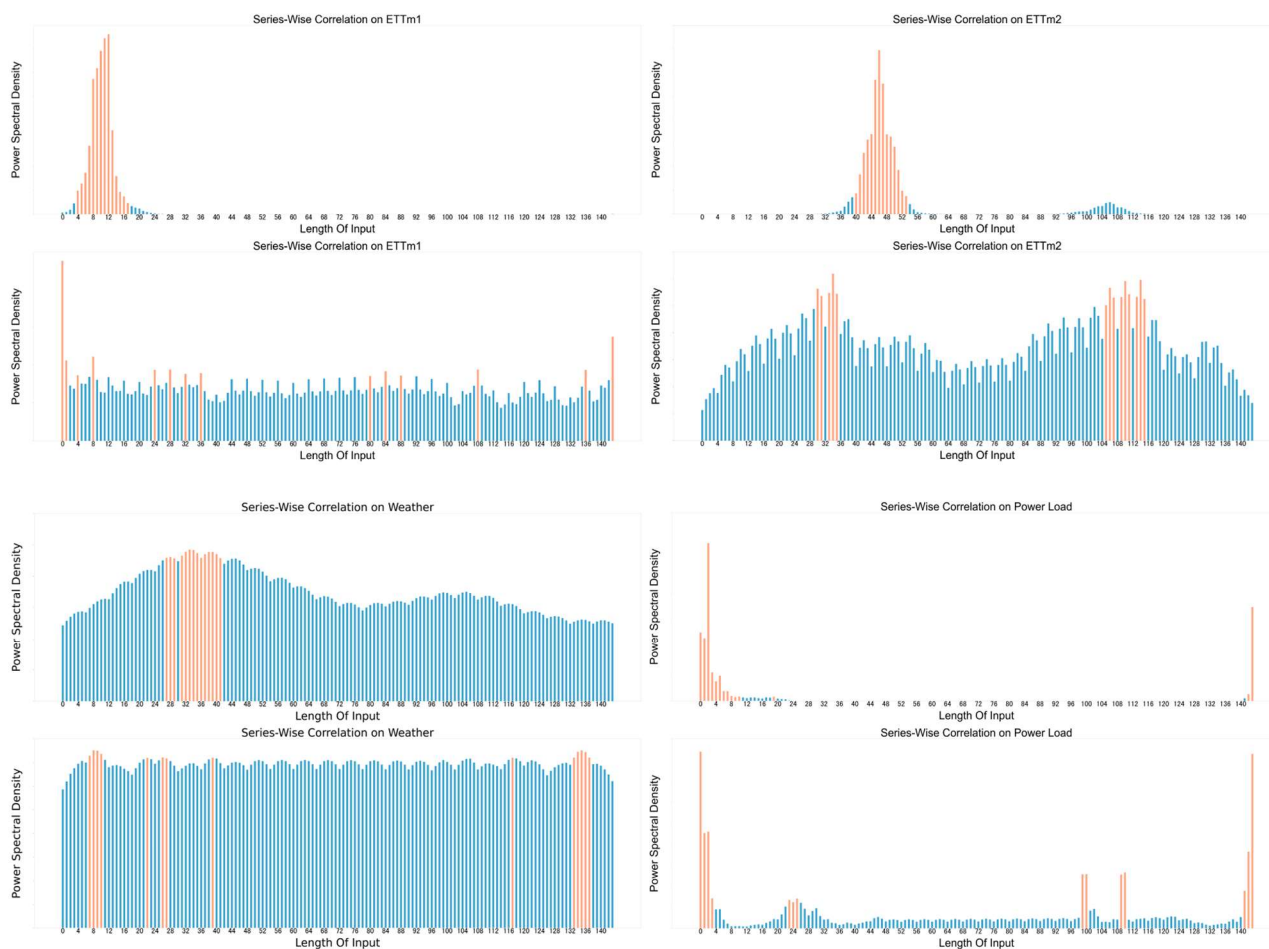 Series-Wise Correlation on ETTm1
Power Spectral Density
0 4 8 12 16 20 24 28 32 36 40 44 48 52 56 60 64 68 72 76 80 84 88 92 96 100 104 108 112 116 120 124 128 132 136 140
Length Of Input
Series-Wise Correlation on ETTm2
Power Spectral Density
0 4 8 12 16 20 24 28 32 36 40 44 48 52 56 60 64 68 72 76 80 84 88 92 96 100 104 108 112 116 120 124 128 132 136 140
Length Of Input
Series-Wise Correlation on ETTm1
Power Spectral Density
0 4 8 12 16 20 24 28 32 36 40 44 48 52 56 60 64 68 72 76 80 84 88 92 96 100 104 108 112 116 120 124 128 132 136 140
Length Of Input
Series-Wise Correlation on ETTm2
Power Spectral Density
0 4 8 12 16 20 24 28 32 36 40 44 48 52 56 60 64 68 72 76 80 84 88 92 96 100 104 108 112 116 120 124 128 132 136 140
Length Of Input
Series-Wise Correlation on Weather
Power Spectral Density
0 4 8 12 16 20 24 28 32 36 40 44 48 52 56 60 64 68 72 76 80 84 88 92 96 100 104 108 112 116 120 124 128 132 136 140
Length Of Input
Series-Wise Correlation on Power Load
Power Spectral Density
0 4 8 12 16 20 24 28 32 36 40 44 48 52 56 60 64 68 72 76 80 84 88 92 96 100 104 108 112 116 120 124 128 132 136 140
Length Of Input
Series-Wise Correlation on Weather
Power Spectral Density
0 4 8 12 16 20 24 28 32 36 40 44 48 52 56 60 64 68 72 76 80 84 88 92 96 100 104 108 112 116 120 124 128 132 136 140
Length Of Input
Series-Wise Correlation on Power Load
Power Spectral Density
0 4 8 12 16 20 24 28 32 36 40 44 48 52 56 60 64 68 72 76 80 84 88 92 96 100 104 108 112 116 120 124 128 132 136 140
Length Of Input